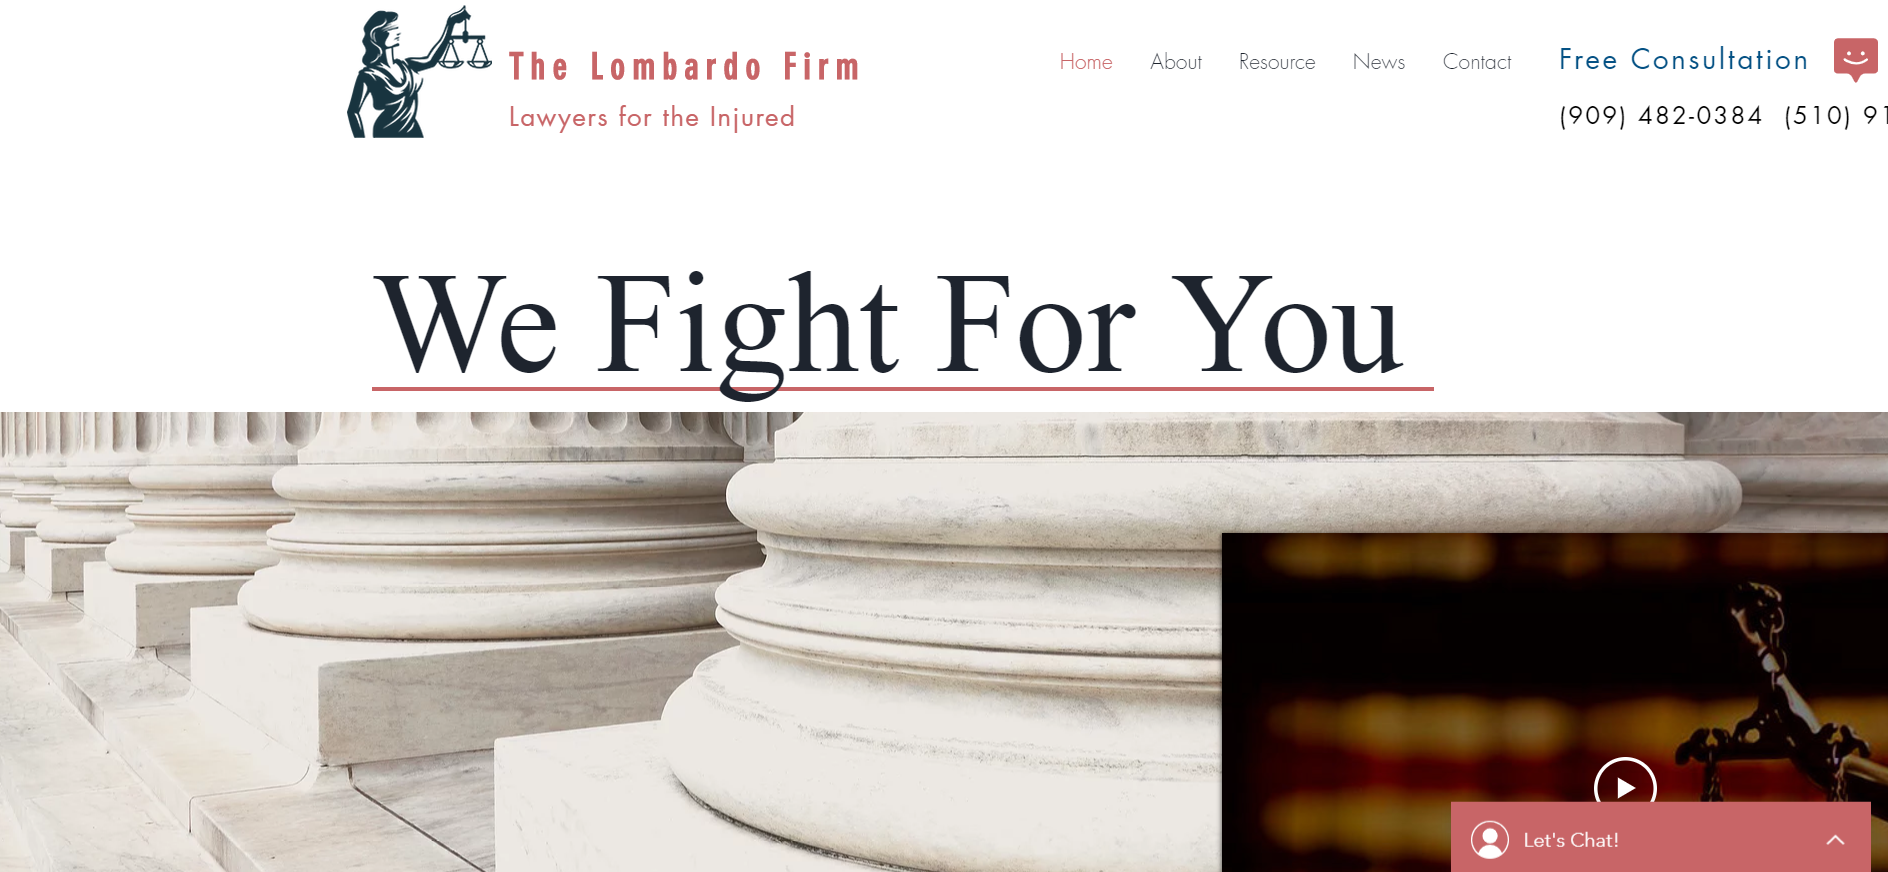 The Lombardo Firm
Lawyers for the Injured
Home About Resource News Contact
Free Consultation
(909) 482-0384 (510) 91
We Fight For You
Let's Chat!